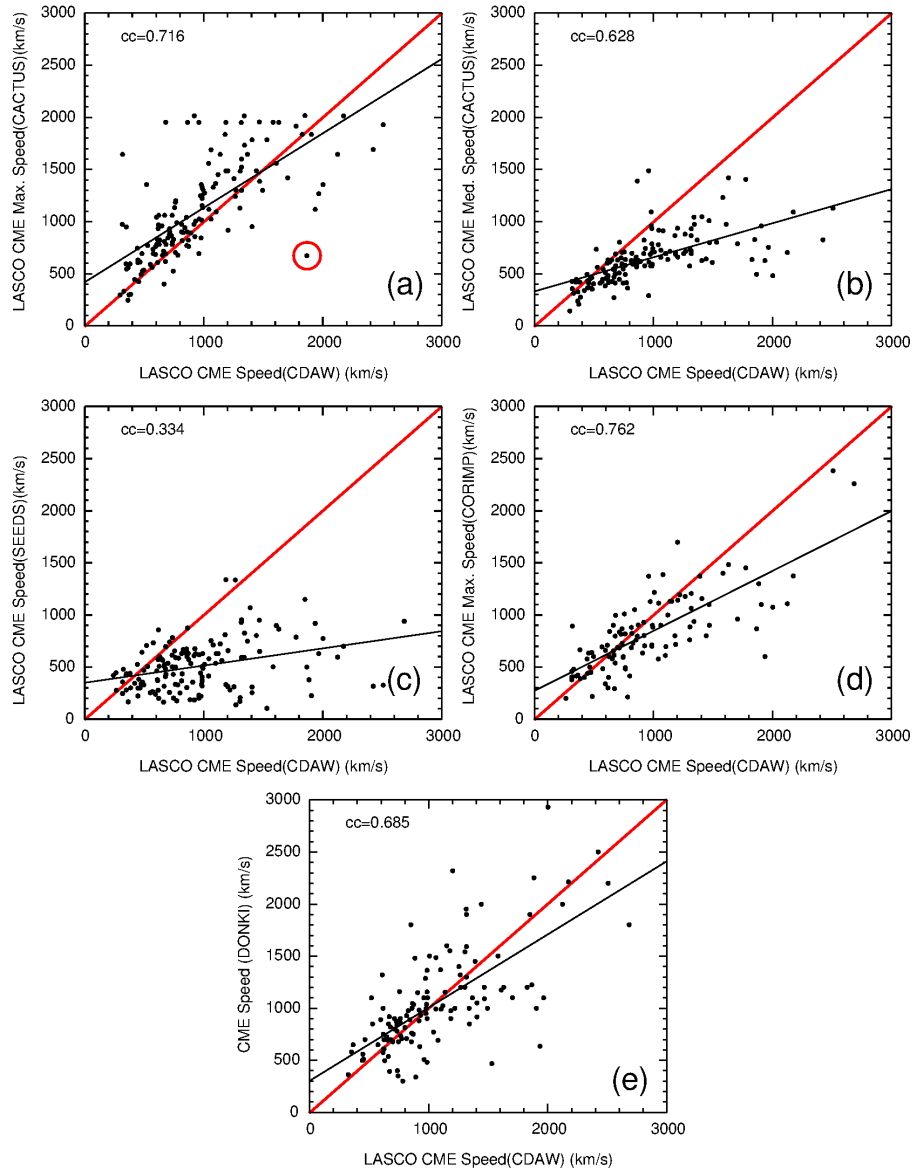 cc=0.716
(a)
LASCO CME Max. Speed(CACTUS)(km/s)
3000
2500
2000
1500
1000
500
0
0 1000 2000 3000
LASCO CME Speed(CDAW) (km/s)
cc=0.628
(b)
LASCO CME Med. Speed(CACTUS)(km/s)
3000
2500
2000
1500
1000
500
0
0 1000 2000 3000
LASCO CME Speed(CDAW) (km/s)
cc=0.334
(c)
LASCO CME Speed(SEEDS)(km/s)
3000
2500
2000
1500
1000
500
0
0 1000 2000 3000
LASCO CME Speed(CDAW) (km/s)
cc=0.762
(d)
LASCO CME Max. Speed(CORIMP)(km/s)
3000
2500
2000
1500
1000
500
0
0 1000 2000 3000
LASCO CME Speed(CDAW) (km/s)
cc=0.685
(e)
CME Speed (DONKI) (km/s)
3000
2500
2000
1500
1000
500
0
0 1000 2000 3000
LASCO CME Speed(CDAW) (km/s)